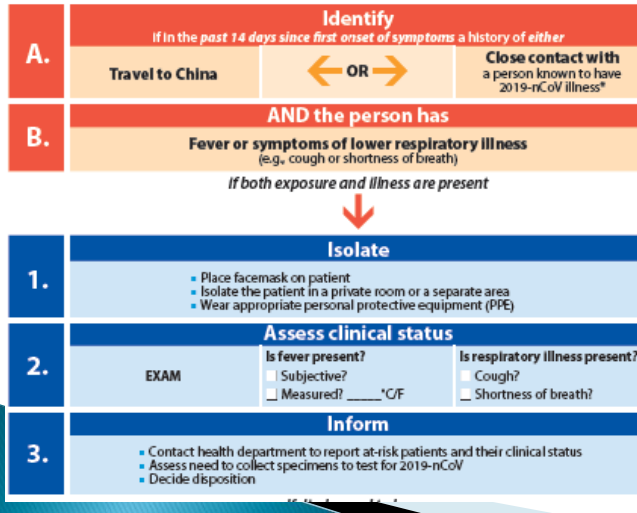 Identify
If in the past 14 days since first onset of symptoms a history of either
A.
Travel to China
OR
Close contact with
a person known to have
2019-nCoV illness*
AND the person has
B.
Fever or symptoms of lower respiratory illness
(e.g., cough or shortness of breath)
if both exposure and illness are present
Isolate
1.
Place facemask on patient
Isolate the patient in a private room or a separate area
Wear appropriate personal protective equipment (PPE)
Assess clinical status
2.
EXAM
Is fever present?
Subjective?
Measured? _____°C/F
Is respiratory illness present?
Cough?
Shortness of breath?
Inform
3.
Contact health department to report at-risk patients and their clinical status
Assess need to collect specimens to test for 2019-nCoV
Decide disposition